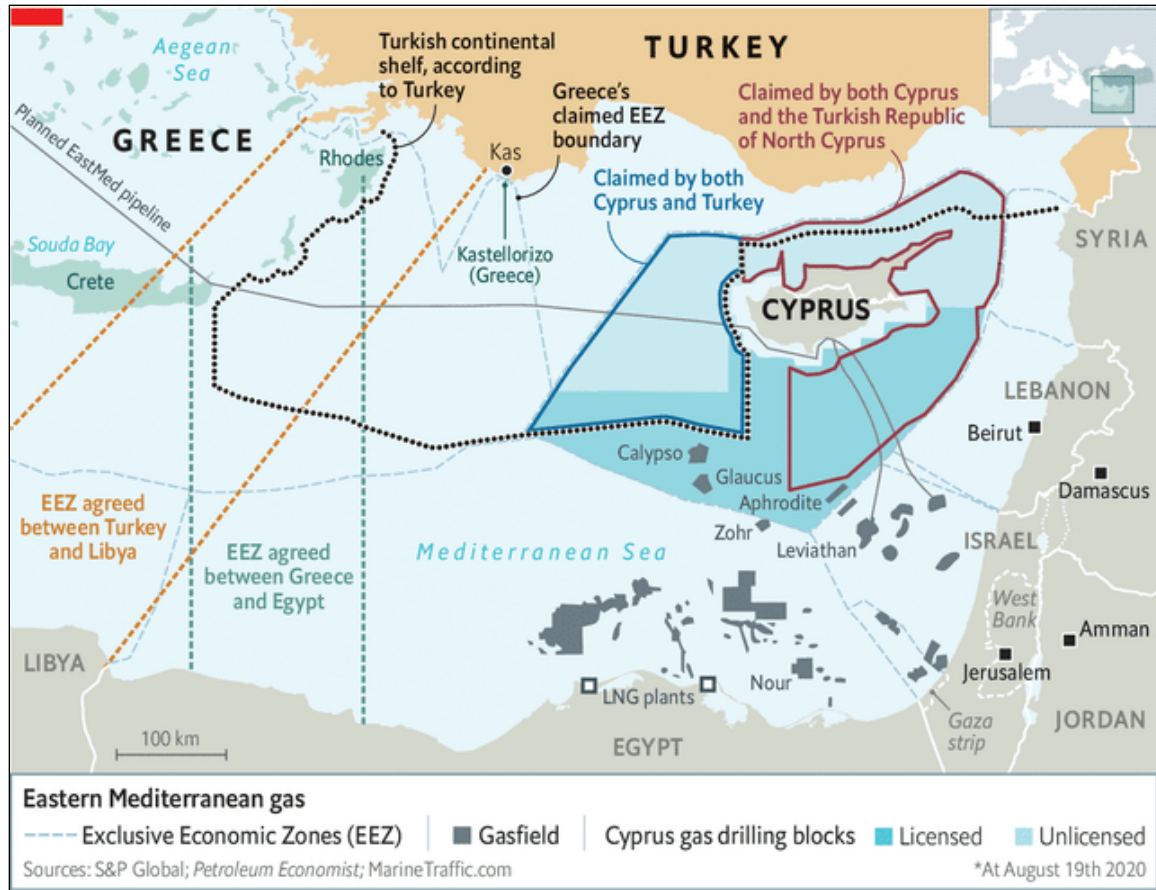 Aegean
Sea
Turkish continental
shelf, according
to Turkey
TURKEY
Planned EastMed pipeline
GREECE
Greece’s
claimed EEZ
boundary
Claimed by both Cyprus
and the Turkish Republic
of North Cyprus
Rhodes
Kas
Claimed by both
Cyprus and Turkey
Souda Bay
Crete
Kastellorizo
(Greece)
SYRIA
CYPRUS
LEBANON
Beirut
Calypso
Glaucus
Aphrodite
Damascus
EEZ agreed
between Turkey
and Libya
EEZ agreed
between Greece
and Egypt
Mediterranean Sea
Zohr
Leviathan
ISRAEL
West
Bank
Amman
LIBYA
Jerusalem
Nour
LNG plants
Gaza
strip
JORDAN
100 km
EGYPT
Eastern Mediterranean gas
Exclusive Economic Zones (EEZ)
Gasfield
Cyprus gas drilling blocks
Licensed
Unlicensed
Sources: S&P Global; Petroleum Economist; MarineTraffic.com
*At August 19th 2020